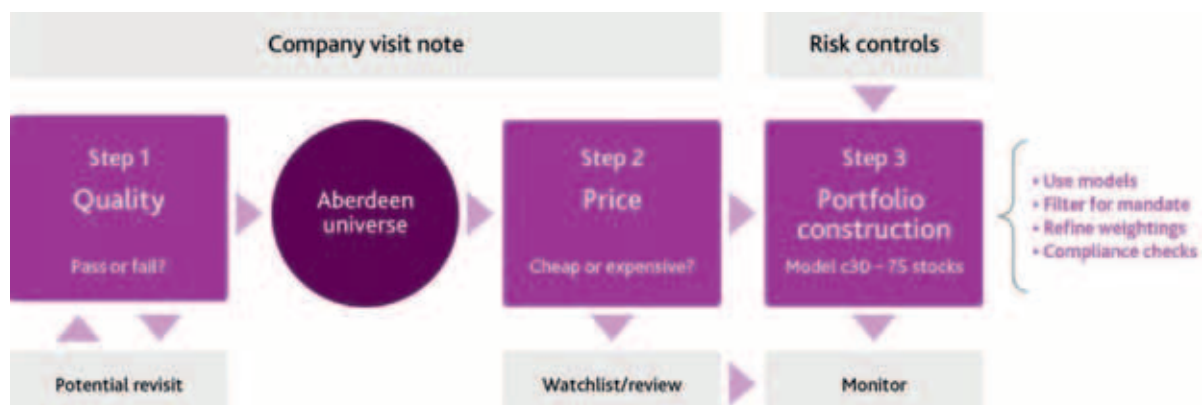 Company visit note
Risk controls
Step 1
Quality
Pass or fail?
Aberdeen
universe
Step 2
Price
Cheap or expensive?
Step 3
Portfolio
construction
Model c30 – 75 stocks
• Use models
• Filter for mandate
• Refine weightings
• Compliance checks
Potential revisit
Watchlist/review
Monitor